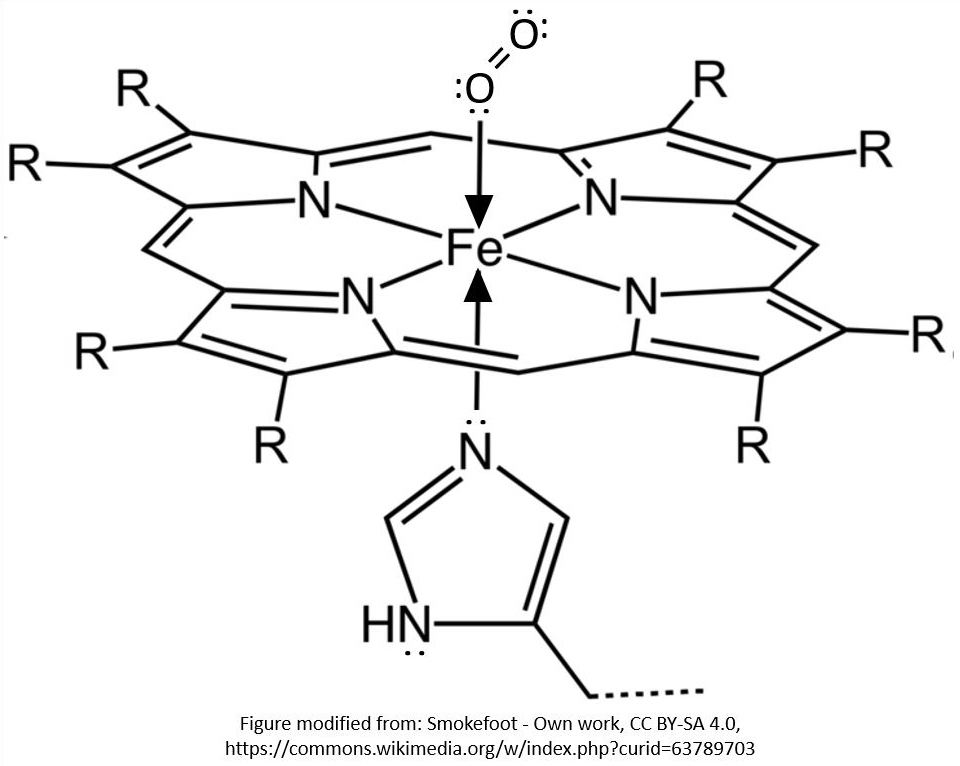 O
O
R
R
R
R
N
N
Fe
N
N
R
R
R
R
N
HN
Figure modified from: Smokefoot - Own work, CC BY-SA 4.0,
https://commons.wikimedia.org/w/index.php?curid=63789703